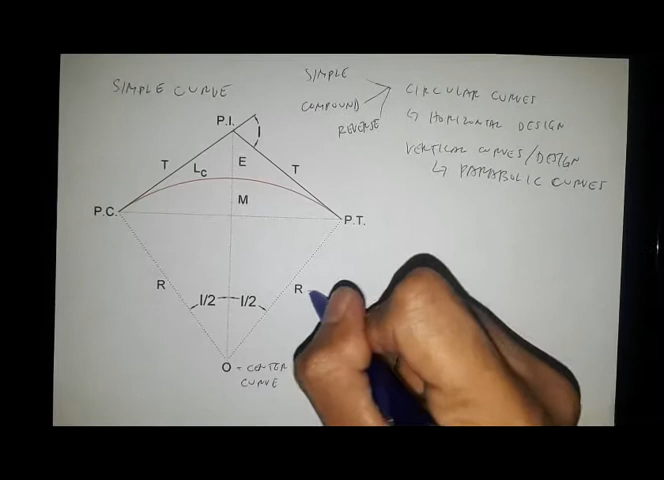 SIMPLE CURVE
SIMPLE
COMPOUND
REVERSE
CIRCULAR CURVES
↳ HORIZONTAL DESIGN
VERTICAL CURVES/DESIGN
↳ PARABOLIC CURVES
P.I.
I
T
LC
E
T
M
P.C.
P.T.
R
I/2
I/2
R -
O - CENTER
CURVE